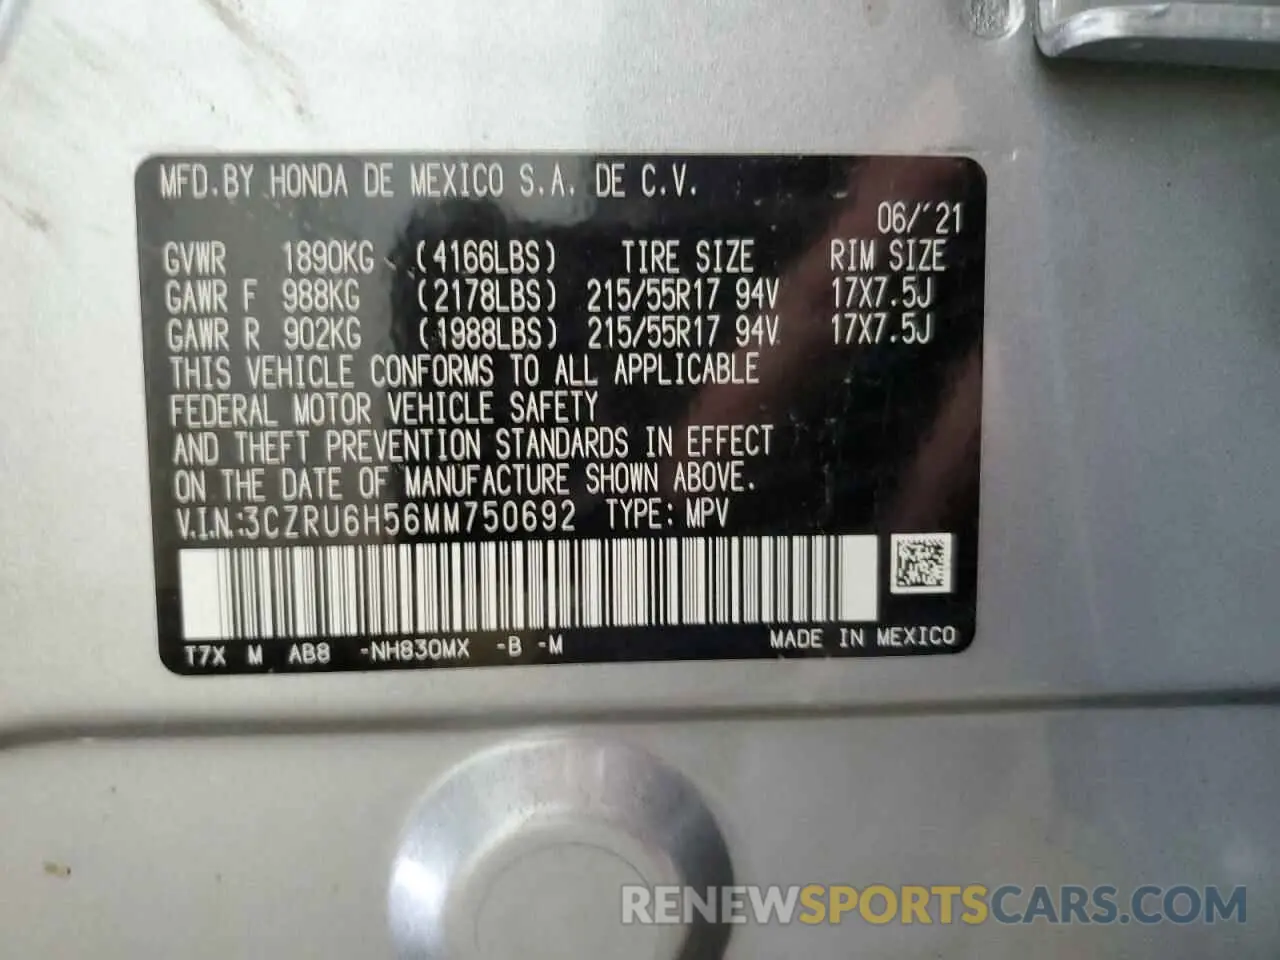 MFD.BY HONDA DE MEXICO S.A. DE C.V.
06/'21
GVWR 1890KG (4166LBS) TIRE SIZE RIM SIZE
GAWR F 988KG (2178LBS) 215/55R17 94V 17X7.5J
GAWR R 902KG (1988LBS) 215/55R17 94V 17X7.5J
THIS VEHICLE CONFORMS TO ALL APPLICABLE
FEDERAL MOTOR VEHICLE SAFETY
AND THEFT PREVENTION STANDARDS IN EFFECT
ON THE DATE OF MANUFACTURE SHOWN ABOVE.
V.I.N.:3CZRU6H56MM750692 TYPE: MPV
T7X M AB8 -NH830MX -B -M MADE IN MEXICO
RENEWSPORTSCARS.COM